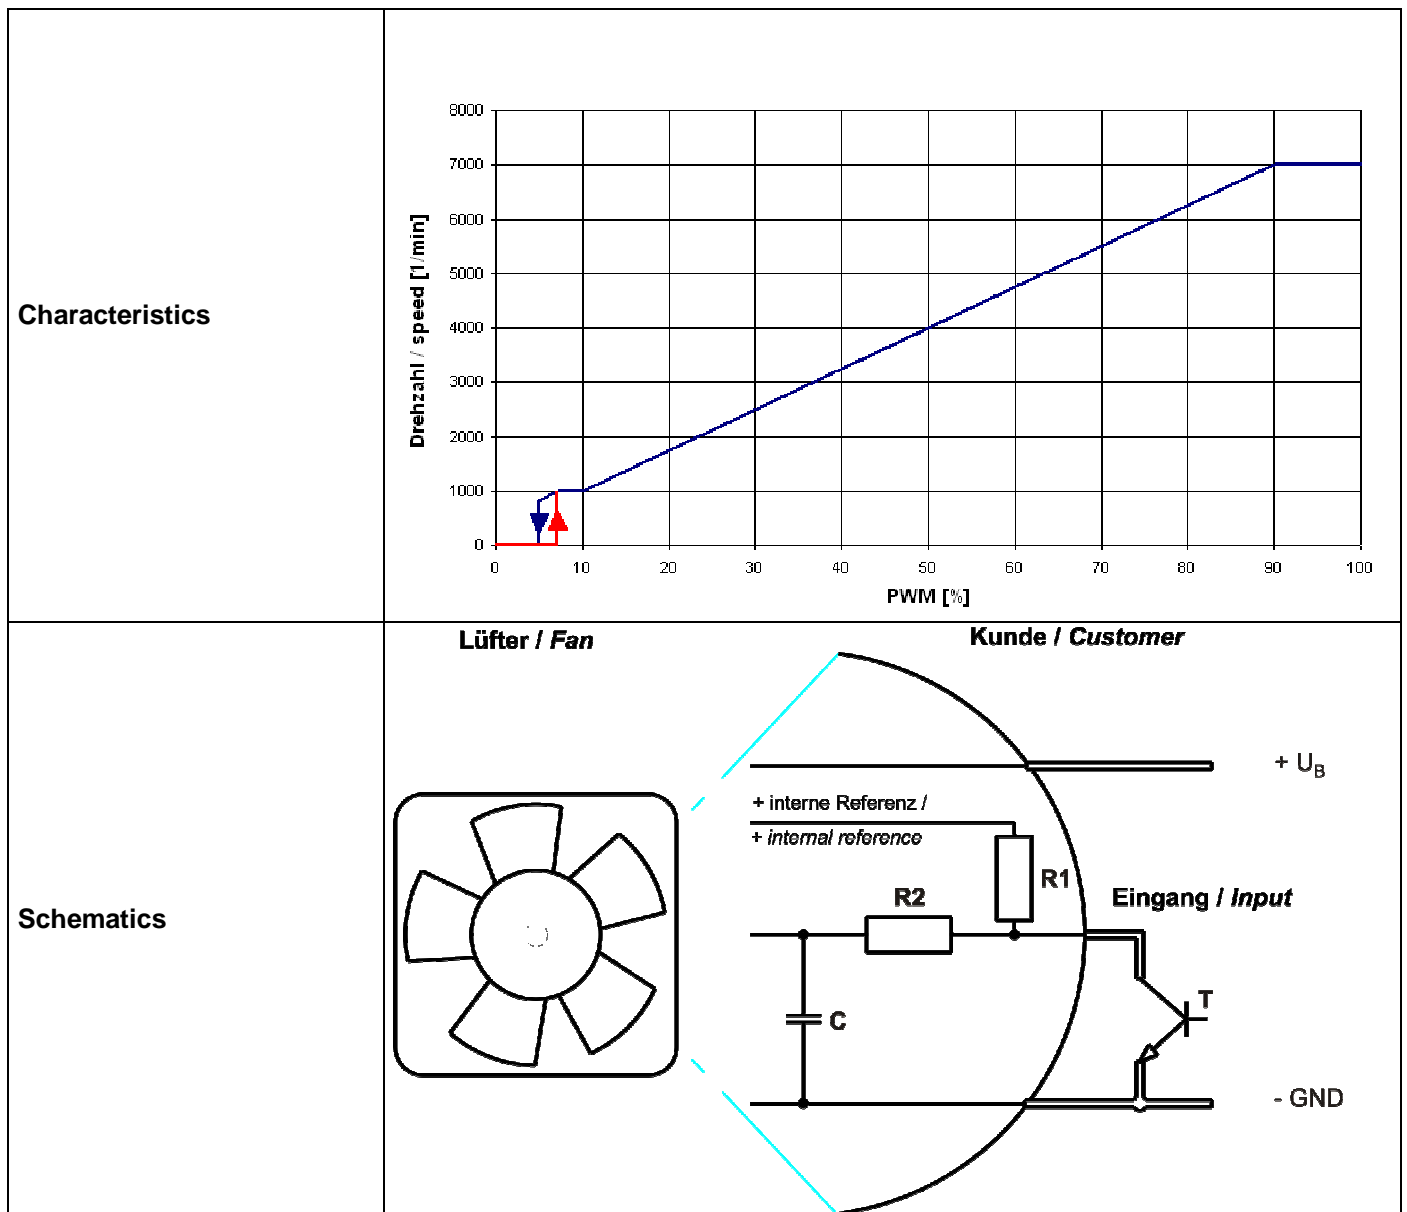 Characteristics
8000
7000
6000
5000
4000
3000
2000
1000
0
Drehzahl / speed [1/min]
0 10 20 30 40 50 60 70 80 90 100
PWM [%]
Schematics
Lüfter / Fan
Kunde / Customer
+ U_B
+ interne Referenz /
+ internal reference
R1
R2
Eingang / Input
T
C
- GND